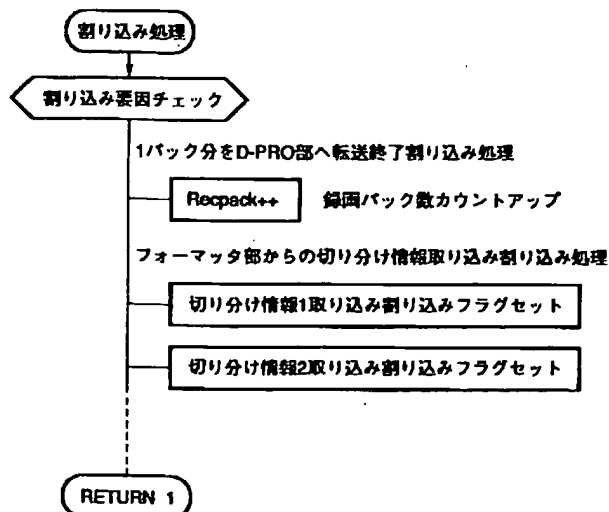 割り込み処理
割り込み要因チェック
1パック分をD-PRO部へ転送終了割り込み処理
Recpack++ 録画パック数カウントアップ
フォーマッタ部からの切り分け情報取り込み割り込み処理
切り分け情報1取り込み割り込みフラグセット
切り分け情報2取り込み割り込みフラグセット
RETURN 1